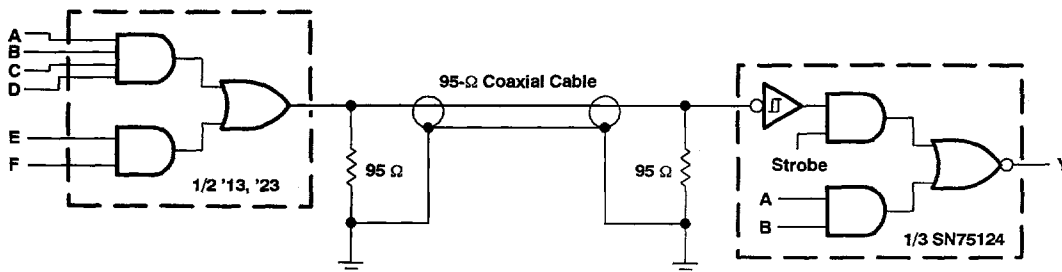 A
B
C
D
E
F
1/2 '13, '23
95-Ω Coaxial Cable
95 Ω
95 Ω
Strobe
A
B
Y
1/3 SN75124